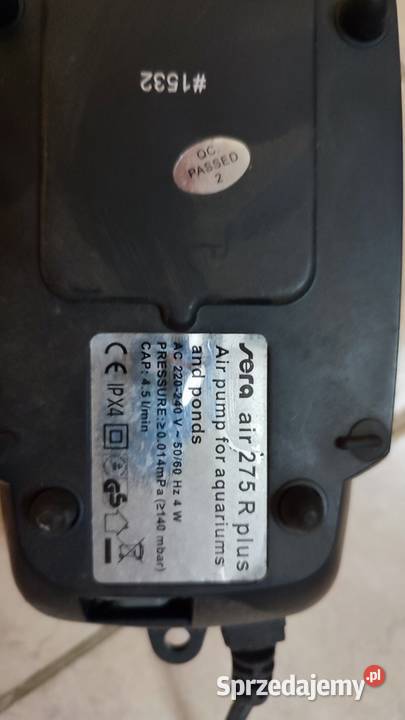 #1532
QC.
PASSED
2
sera air 275 R plus
Air pump for aquariums
and ponds
AC 220-240 V ~ 50/60 Hz 4 W
PRESSURE: ≥0.014mPa (≥140 mbar)
CAP: 4.5 l/min
CE IPX4 GS
Sprzedajemy.pl